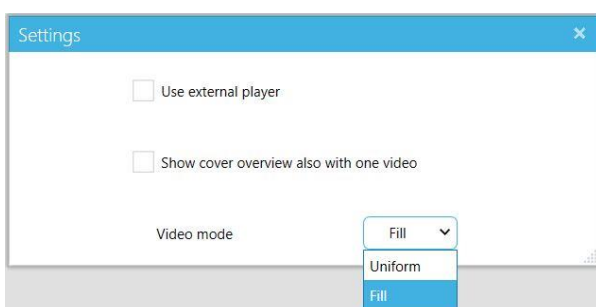 Settings
Use external player
Show cover overview also with one video
Video mode
Fill
Uniform
Fill